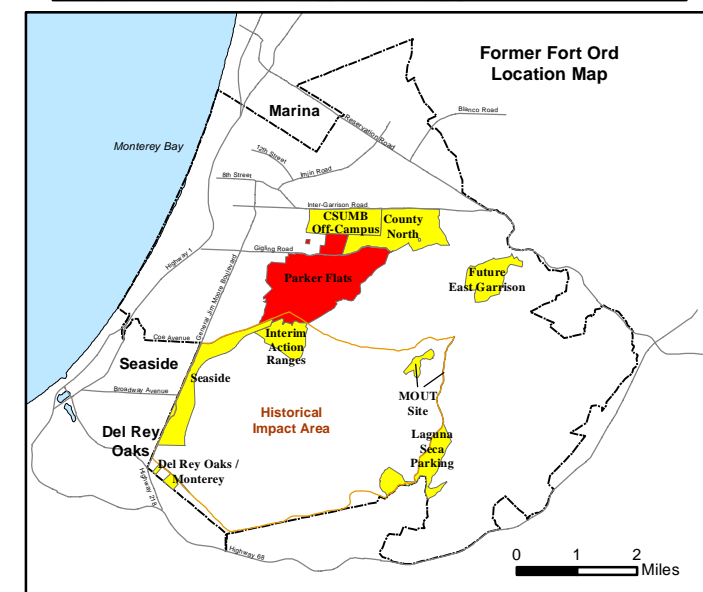 Former Fort Ord
Location Map
Marina
Blanco Road
Reservation Road
Monterey Bay
12th Street
Imjin Road
8th Street
Inter-Garrison Road
CSUMB
Off-Campus
County
North
Gigling Road
Highway 1
General Jim Moore Boulevard
Parker Flats
Future
East Garrison
Coe Avenue
Interim
Action
Ranges
Seaside
Seaside
Broadway Avenue
MOUT
Site
Historical
Impact Area
Del Rey
Oaks
Laguna
Seca
Parking
Del Rey Oaks /
Monterey
Highway 218
Highway 68
0 1 2
Miles